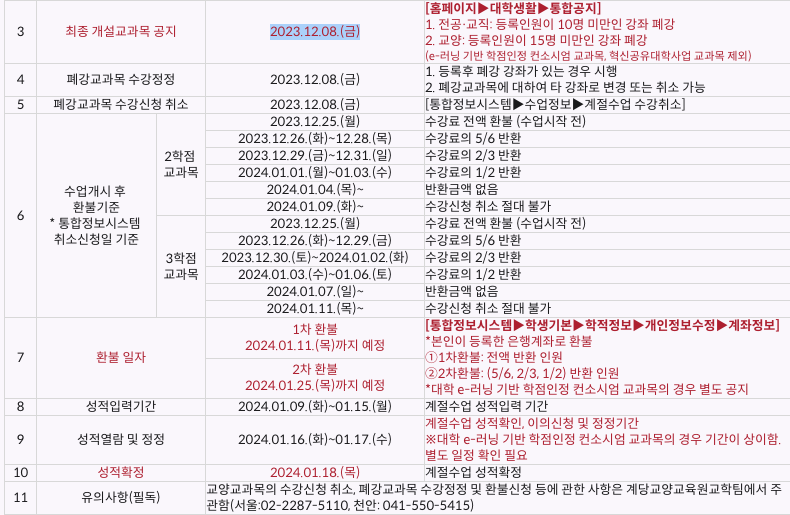 3
최종 개설교과목 공지
2023.12.08.(금)
[홈페이지▶대학생활▶통합공지]
1. 전공·교직: 등록인원이 10명 미만인 강좌 폐강
2. 교양: 등록인원이 15명 미만인 강좌 폐강
(e-러닝 기반 학점인정 컨소시엄 교과목, 혁신공유대학사업 교과목 제외)
4
폐강교과목 수강정정
2023.12.08.(금)
1. 등록후 폐강 강좌가 있는 경우 시행
2. 폐강교과목에 대하여 타 강좌로 변경 또는 취소 가능
5
폐강교과목 수강신청 취소
2023.12.08.(금)
[통합정보시스템▶수업정보▶계절수업 수강취소]
6
수업개시 후
환불기준
* 통합정보시스템
취소신청일 기준
2학점
교과목
2023.12.25.(월)
수강료 전액 환불 (수업시작 전)
2023.12.26.(화)~12.28.(목)
수강료의 5/6 반환
2023.12.29.(금)~12.31.(일)
수강료의 2/3 반환
2024.01.01.(월)~01.03.(수)
수강료의 1/2 반환
2024.01.04.(목)~
반환금액 없음
2024.01.09.(화)~
수강신청 취소 절대 불가
3학점
교과목
2023.12.25.(월)
수강료 전액 환불 (수업시작 전)
2023.12.26.(화)~12.29.(금)
수강료의 5/6 반환
2023.12.30.(토)~2024.01.02.(화)
수강료의 2/3 반환
2024.01.03.(수)~01.06.(토)
수강료의 1/2 반환
2024.01.07.(일)~
반환금액 없음
2024.01.11.(목)~
수강신청 취소 절대 불가
7
환불 일자
1차 환불
2024.01.11.(목)까지 예정
2차 환불
2024.01.25.(목)까지 예정
[통합정보시스템▶학생기본▶학적정보▶개인정보수정▶계좌정보]
*본인이 등록한 은행계좌로 환불
①1차환불: 전액 반환 인원
②2차환불: (5/6, 2/3, 1/2) 반환 인원
*대학 e-러닝 기반 학점인정 컨소시엄 교과목의 경우 별도 공지
8
성적입력기간
2024.01.09.(화)~01.15.(월)
계절수업 성적입력 기간
9
성적열람 및 정정
2024.01.16.(화)~01.17.(수)
계절수업 성적확인, 이의신청 및 정정기간
※대학 e-러닝 기반 학점인정 컨소시엄 교과목의 경우 기간이 상이함.
별도 일정 확인 필요
10
성적확정
2024.01.18.(목)
계절수업 성적확정
11
유의사항(필독)
교양교과목의 수강신청 취소, 폐강교과목 수강정정 및 환불신청 등에 관한 사항은 계당교양교육원교학팀에서 주
관함(서울:02-2287-5110, 천안: 041-550-5415)